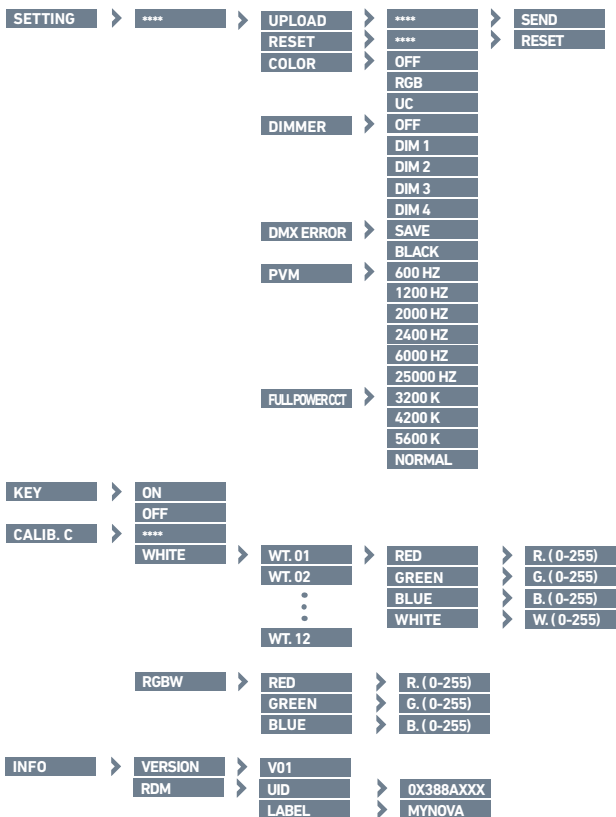 SETTING **** UPLOAD **** SEND
RESET **** RESET
COLOR OFF
RGB
UC
DIMMER OFF
DIM 1
DIM 2
DIM 3
DIM 4
DMX ERROR SAVE
BLACK
PVM 600 HZ
1200 HZ
2000 HZ
2400 HZ
6000 HZ
25000 HZ
FULL POWER CCT 3200 K
4200 K
5600 K
NORMAL
KEY ON
OFF
CALIB. C ****
WHITE WT. 01 RED R. ( 0-255)
WT. 02 GREEN G. ( 0-255)
BLUE B. ( 0-255)
WHITE W. ( 0-255)
WT. 12
RGBW RED R. ( 0-255)
GREEN G. ( 0-255)
BLUE B. ( 0-255)
INFO VERSION V01
RDM UID 0X388AXXX
LABEL MYNOVA